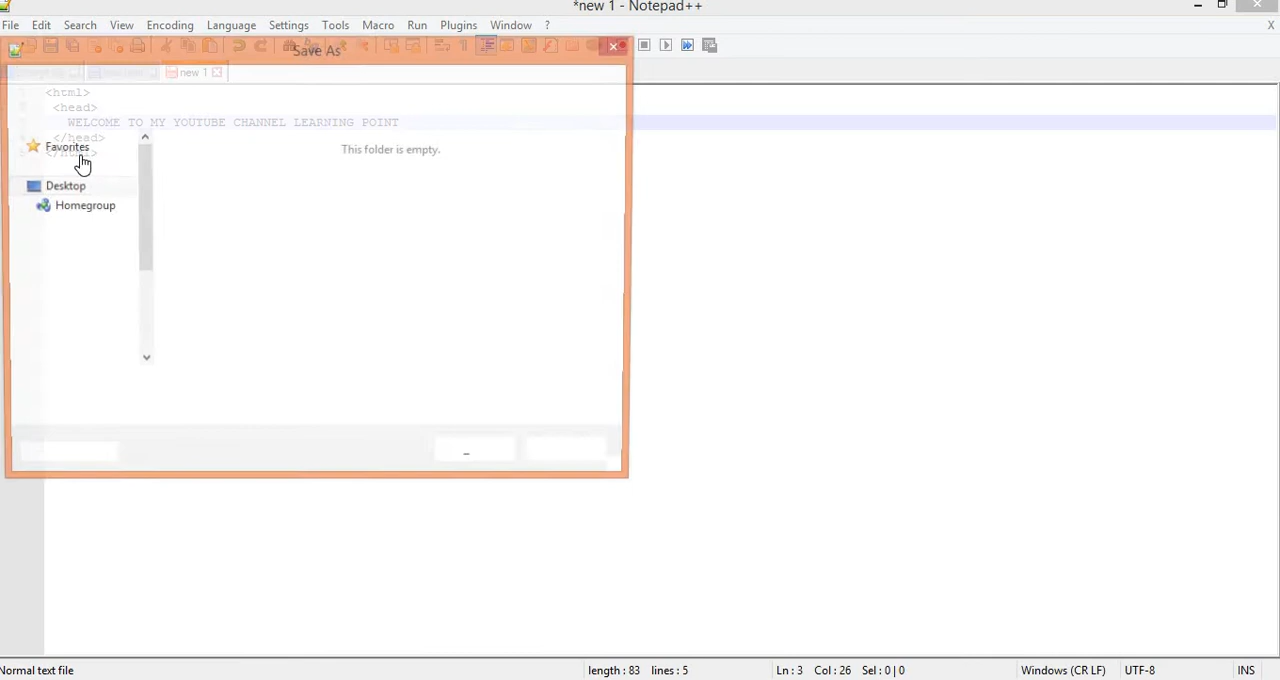 *new 1 - Notepad++
File Edit Search View Encoding Language Settings Tools Macro Run Plugins Window ? X
Save As
new 1
<html>
<head>
WELCOME TO MY YOUTUBE CHANNEL LEARNING POINT
</head>
</html>
Favorites
This folder is empty.
Desktop
Homegroup
Normal text file length : 83 lines : 5 Ln : 3 Col : 26 Sel : 0 | 0 Windows (CR LF) UTF-8 INS